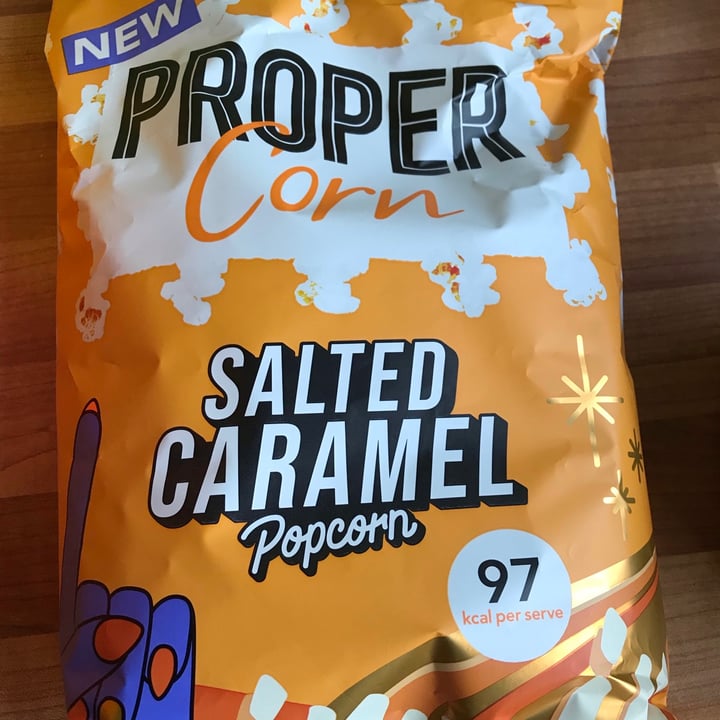 NEW
PROPER
Corn
SALTED
CARAMEL
Popcorn
97
kcal per serve